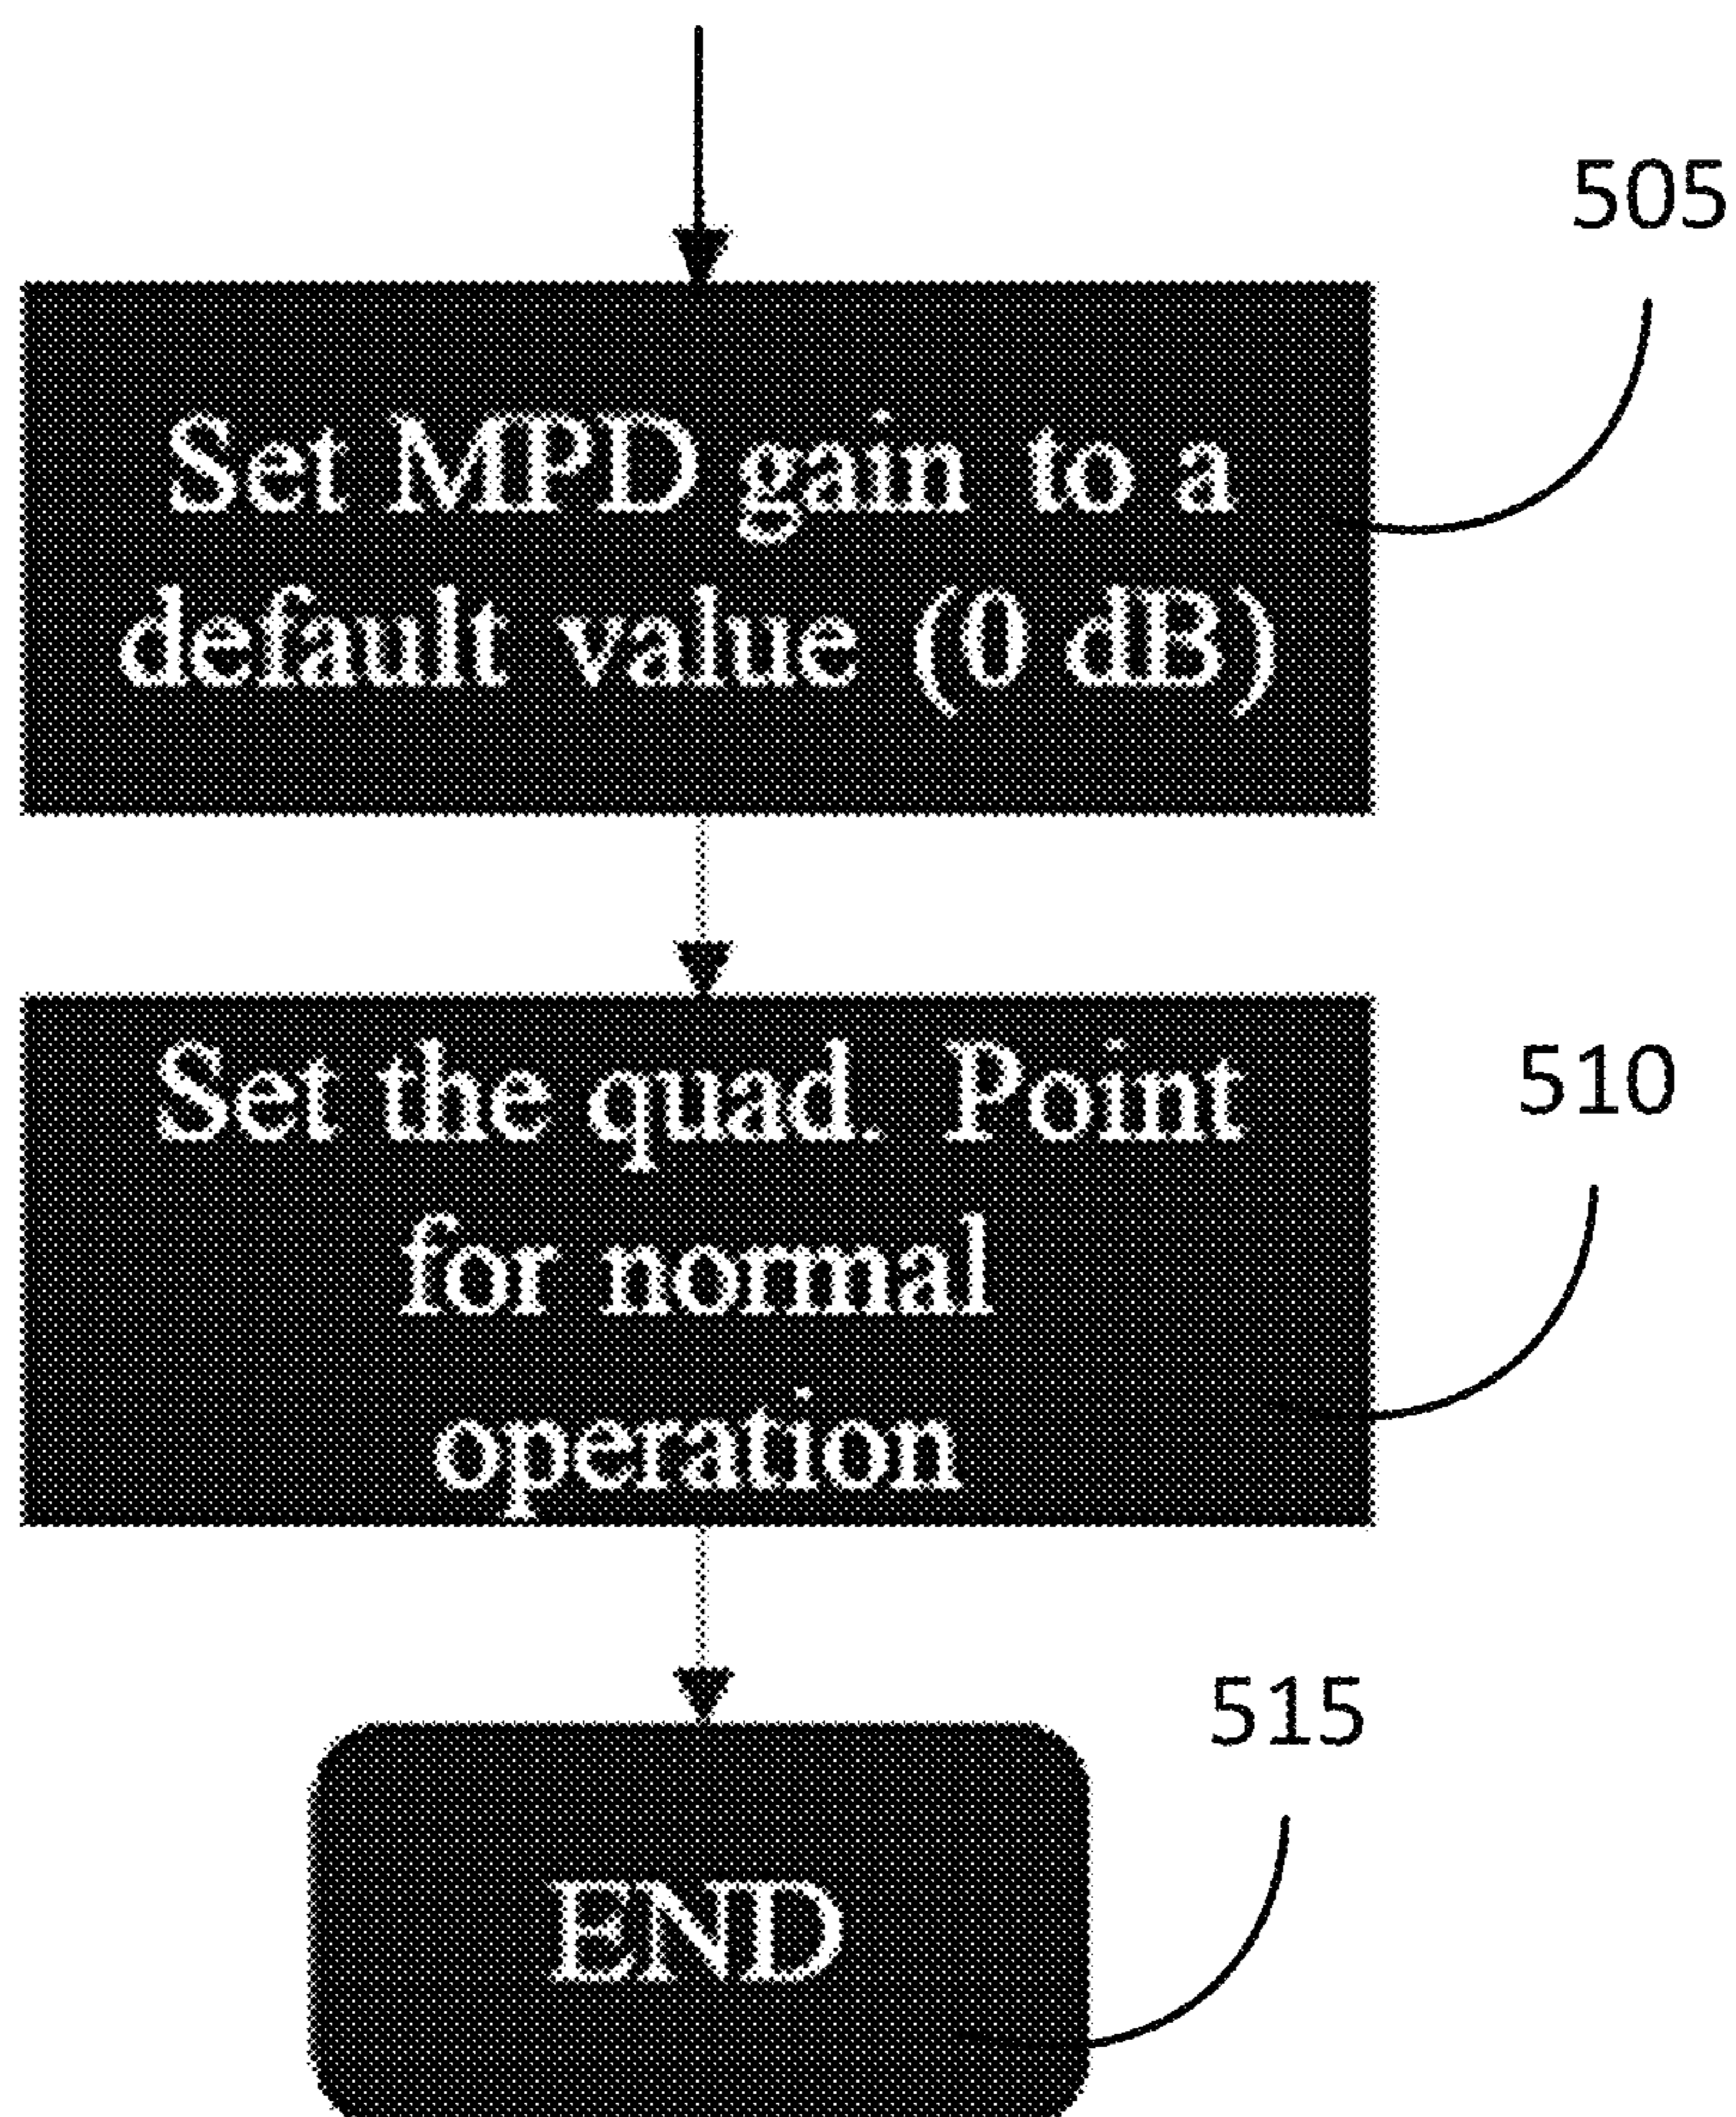 505
Set MPD gain to a
default value (0 dB)
Set the quad. Point
510
for normal
operation
515
END